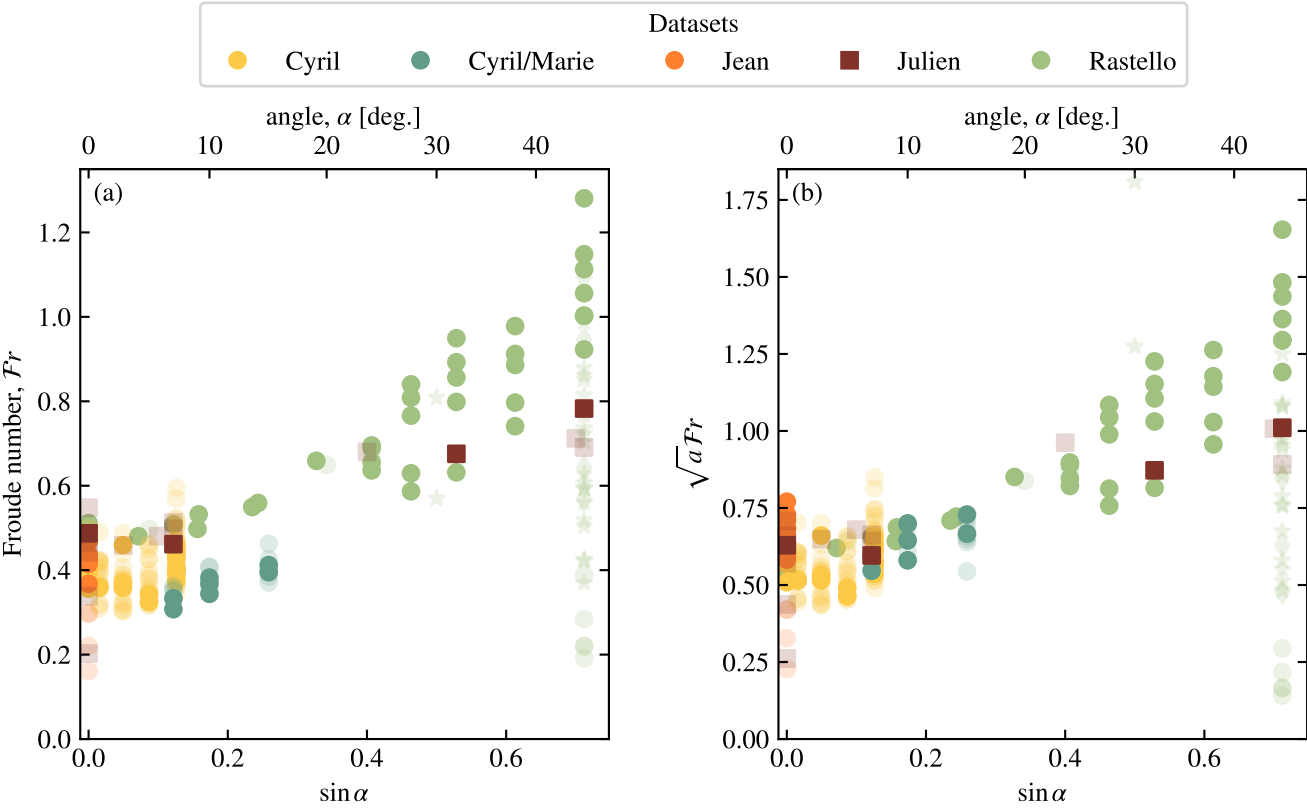 Datasets
Cyril Cyril/Marie Jean Julien Rastello
angle, α [deg.]
0 10 20 30 40
(a)
1.2
1.0
0.8
0.6
0.4
0.2
0.0
Froude number, ℱr
0.0 0.2 0.4 0.6
sin α
angle, α [deg.]
0 10 20 30 40
(b)
1.75
1.50
1.25
1.00
0.75
0.50
0.25
0.00
√a ℱr
0.0 0.2 0.4 0.6
sin α